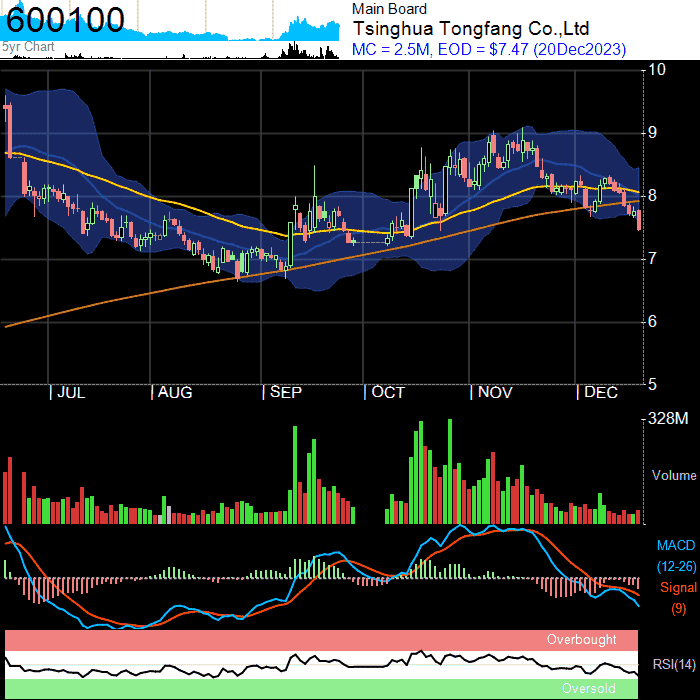 600100
5yr Chart
Main Board
Tsinghua Tongfang Co.,Ltd
MC = 2.5M, EOD = $7.47 (20Dec2023)
10
9
8
7
6
5
JUL AUG SEP OCT NOV DEC
328M
Volume
MACD
(12-26)
Signal
(9)
Overbought
RSI(14)
Oversold